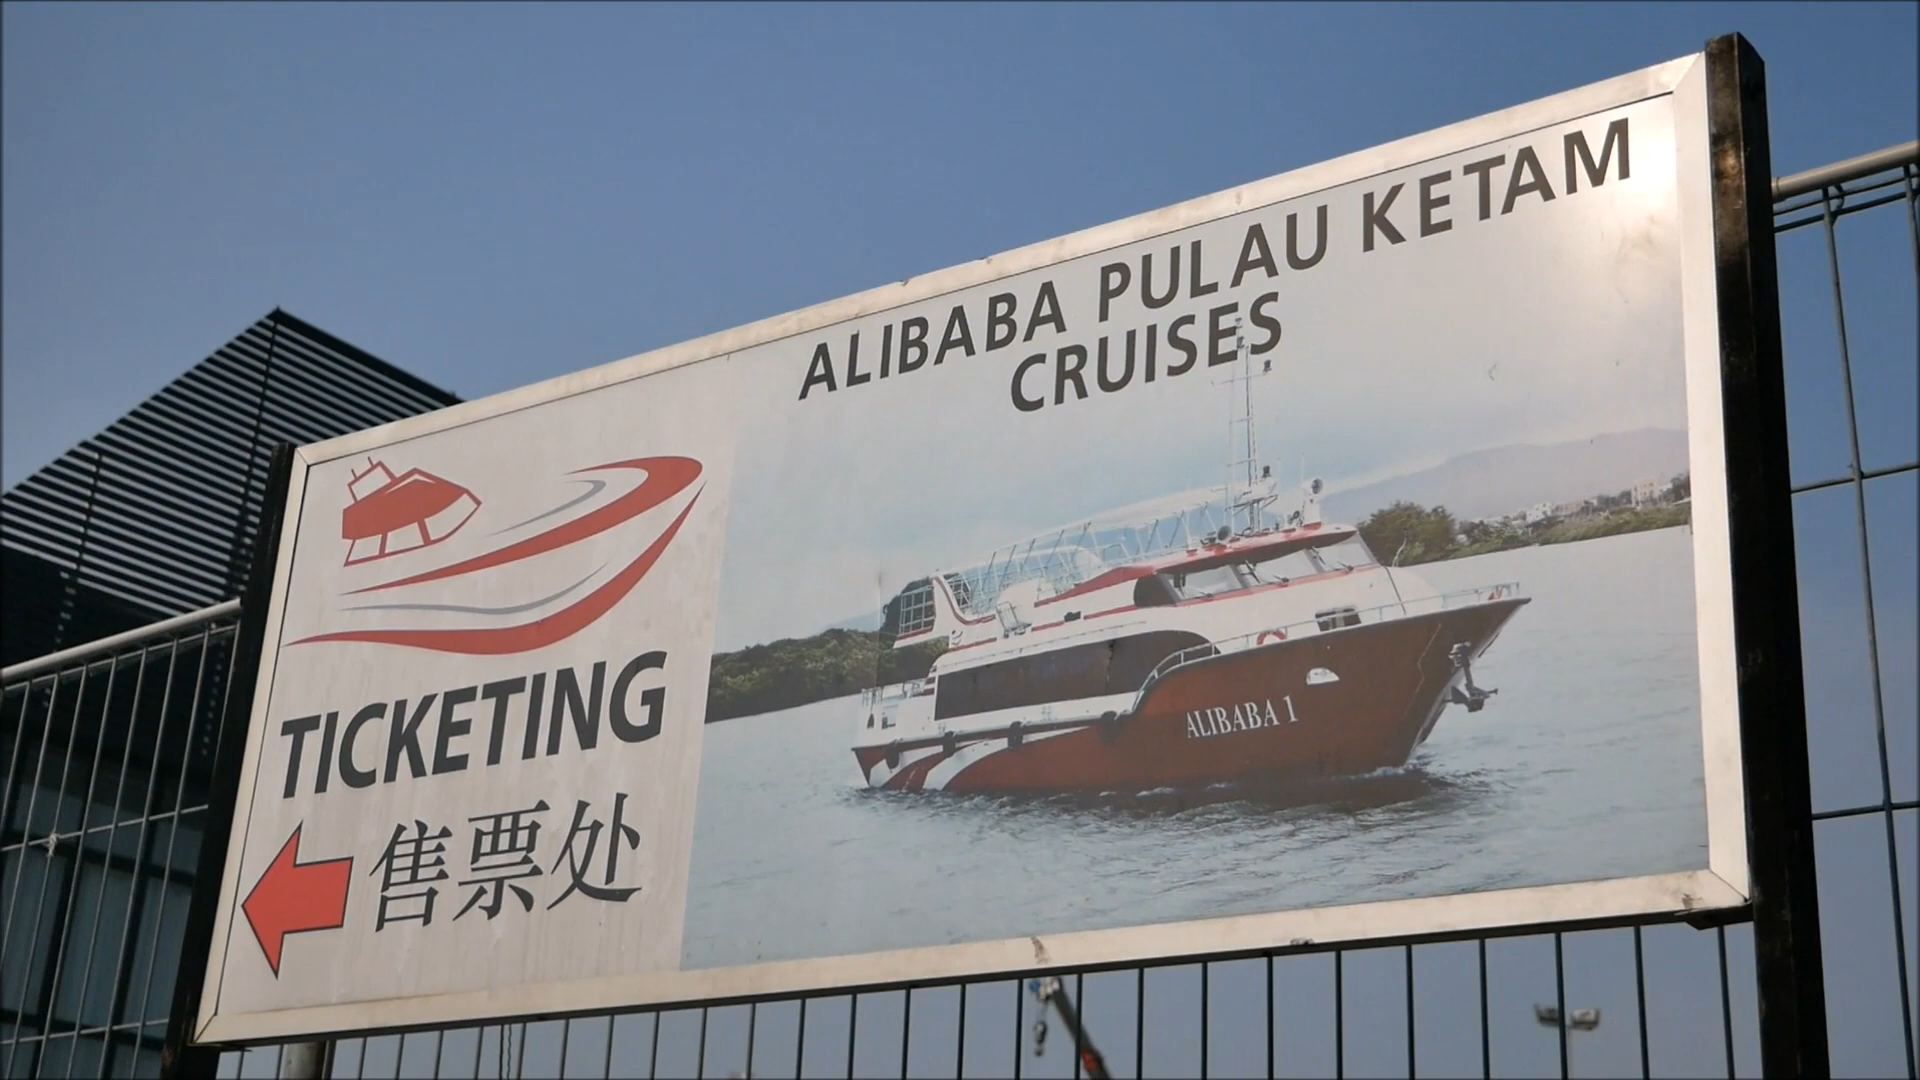 ALIBABA PULAU KETAM
CRUISES
TICKETING
售票处
ALIBABA 1